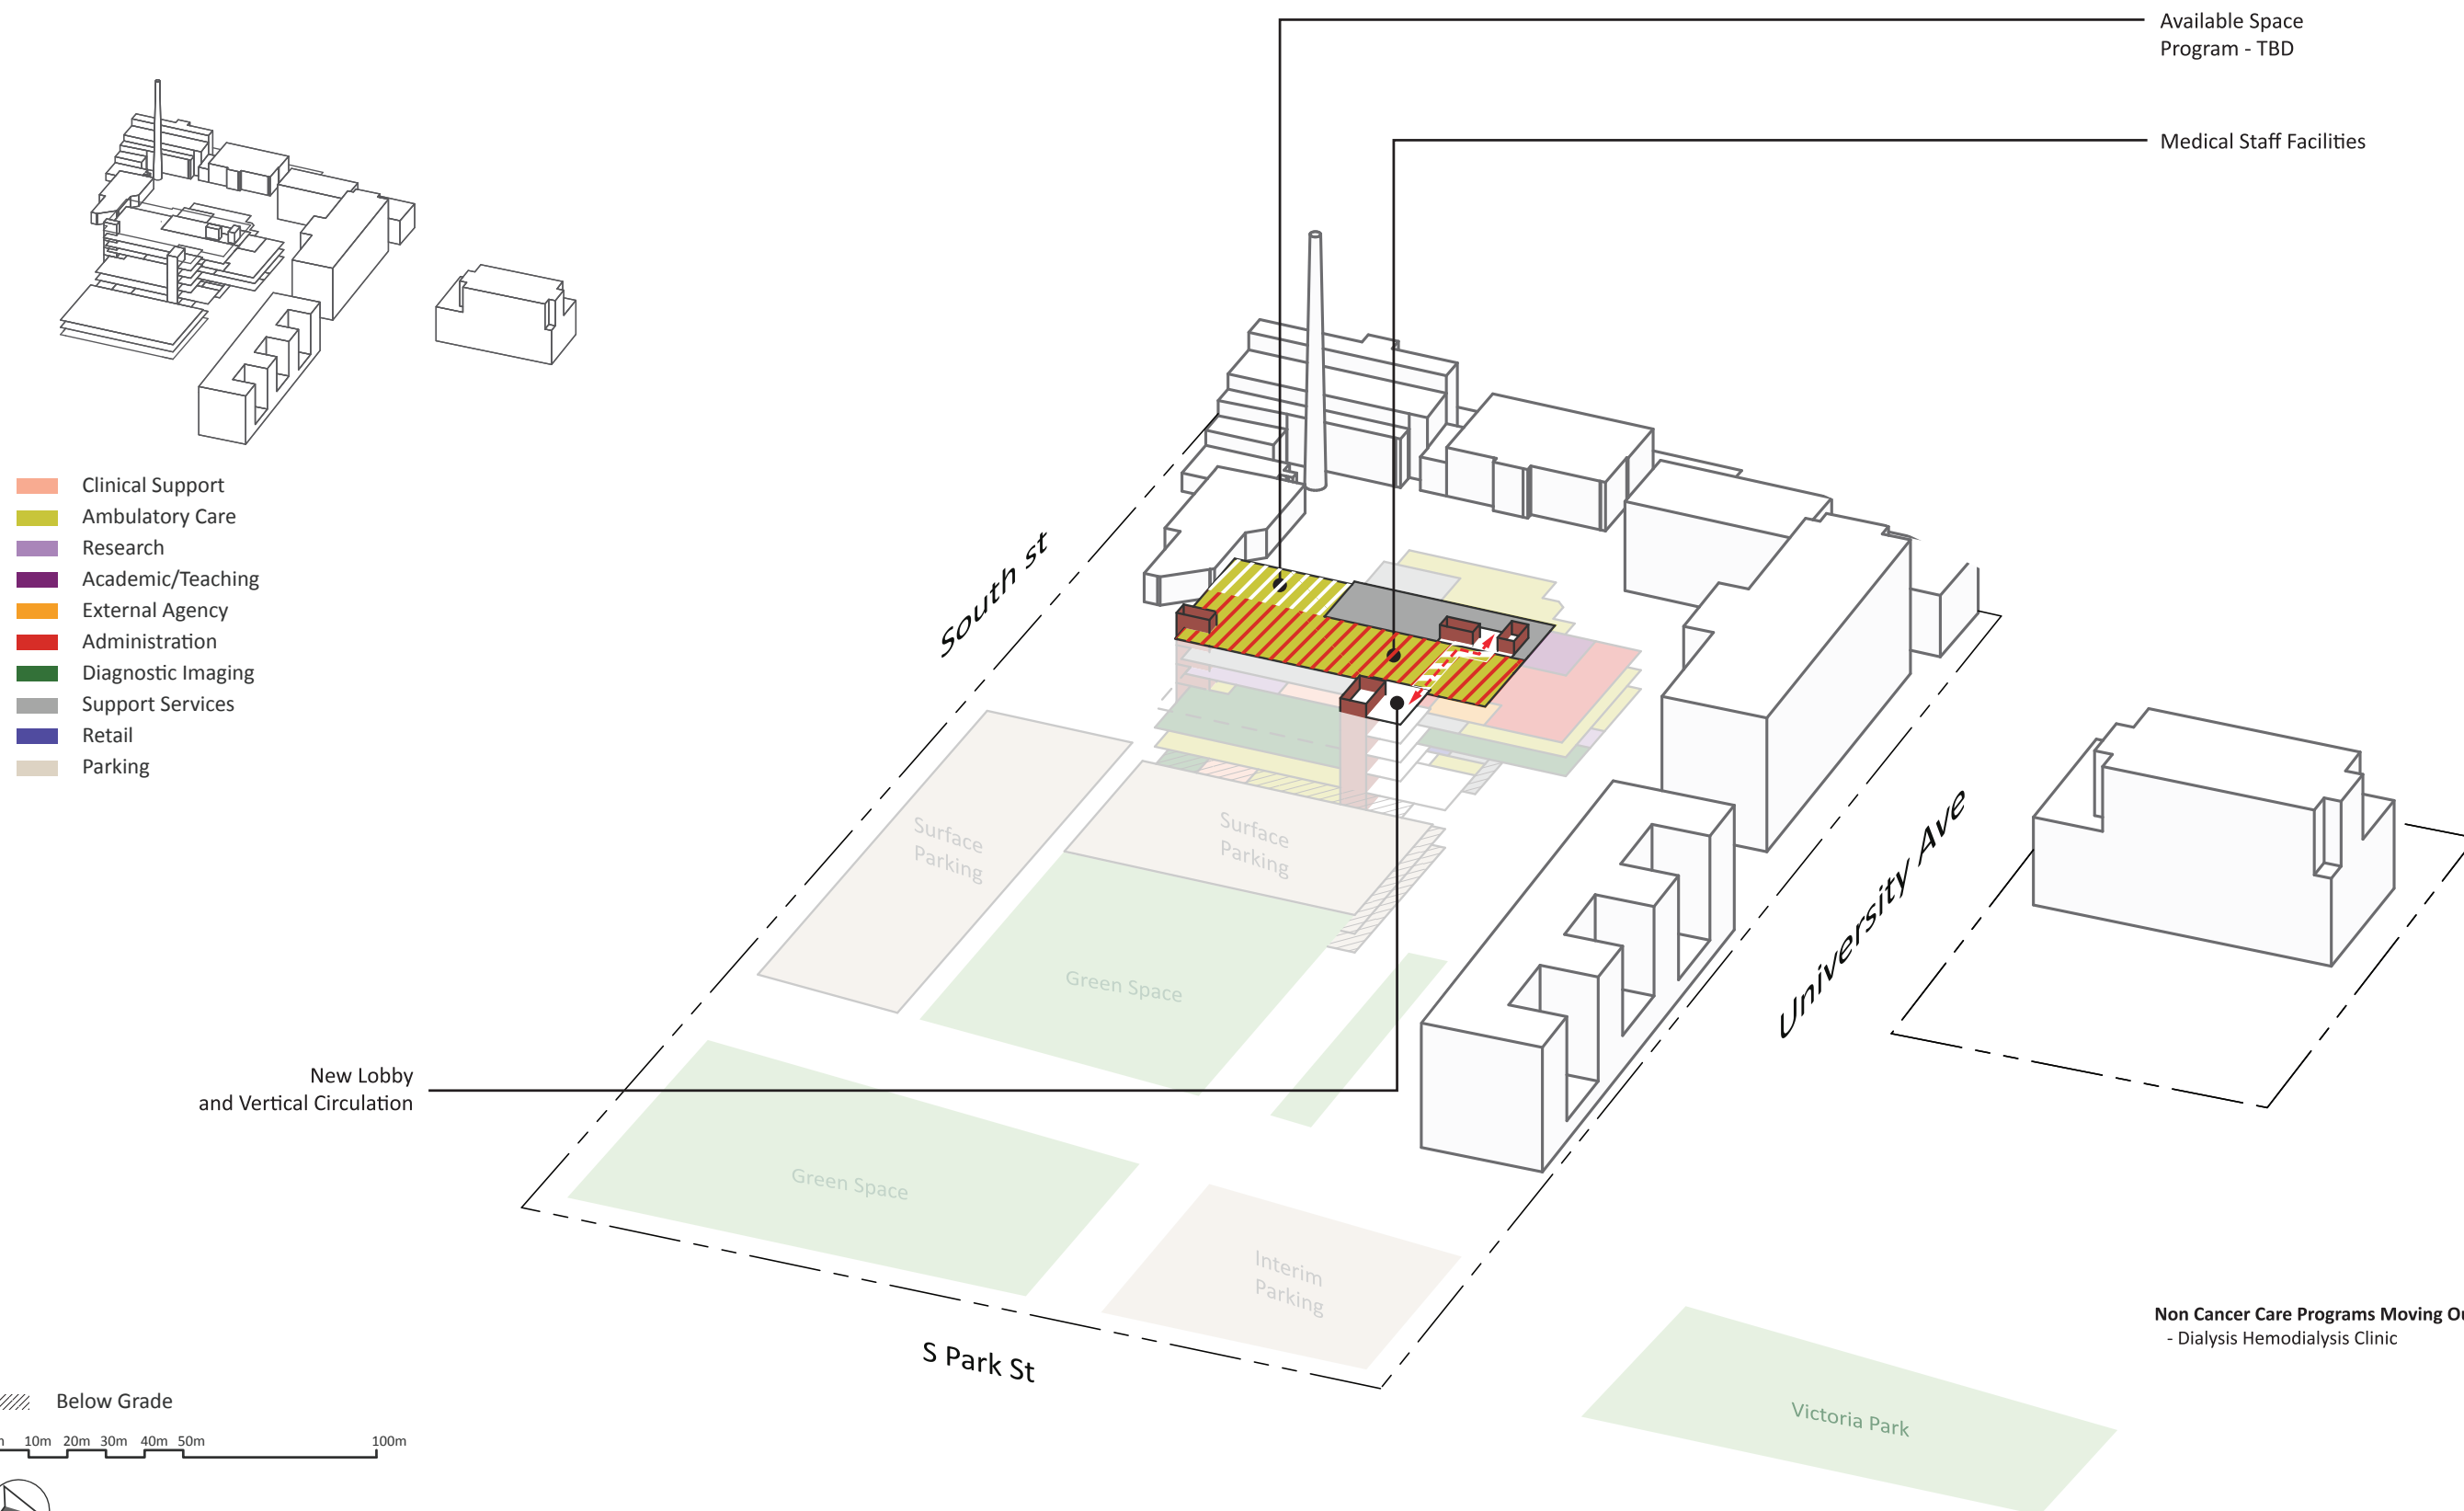 Available Space
Program - TBD
Medical Staff Facilities
Clinical Support
Ambulatory Care
Research
Academic/Teaching
External Agency
Administration
Diagnostic Imaging
Support Services
Retail
Parking
South st
Surface
Parking
Surface
Parking
University Ave
Green Space
New Lobby
and Vertical Circulation
Green Space
Interim
Parking
S Park St
Non Cancer Care Programs Moving
- Dialysis Hemodialysis Clinic
Victoria Park
Below Grade
10m 20m 30m 40m 50m 100m